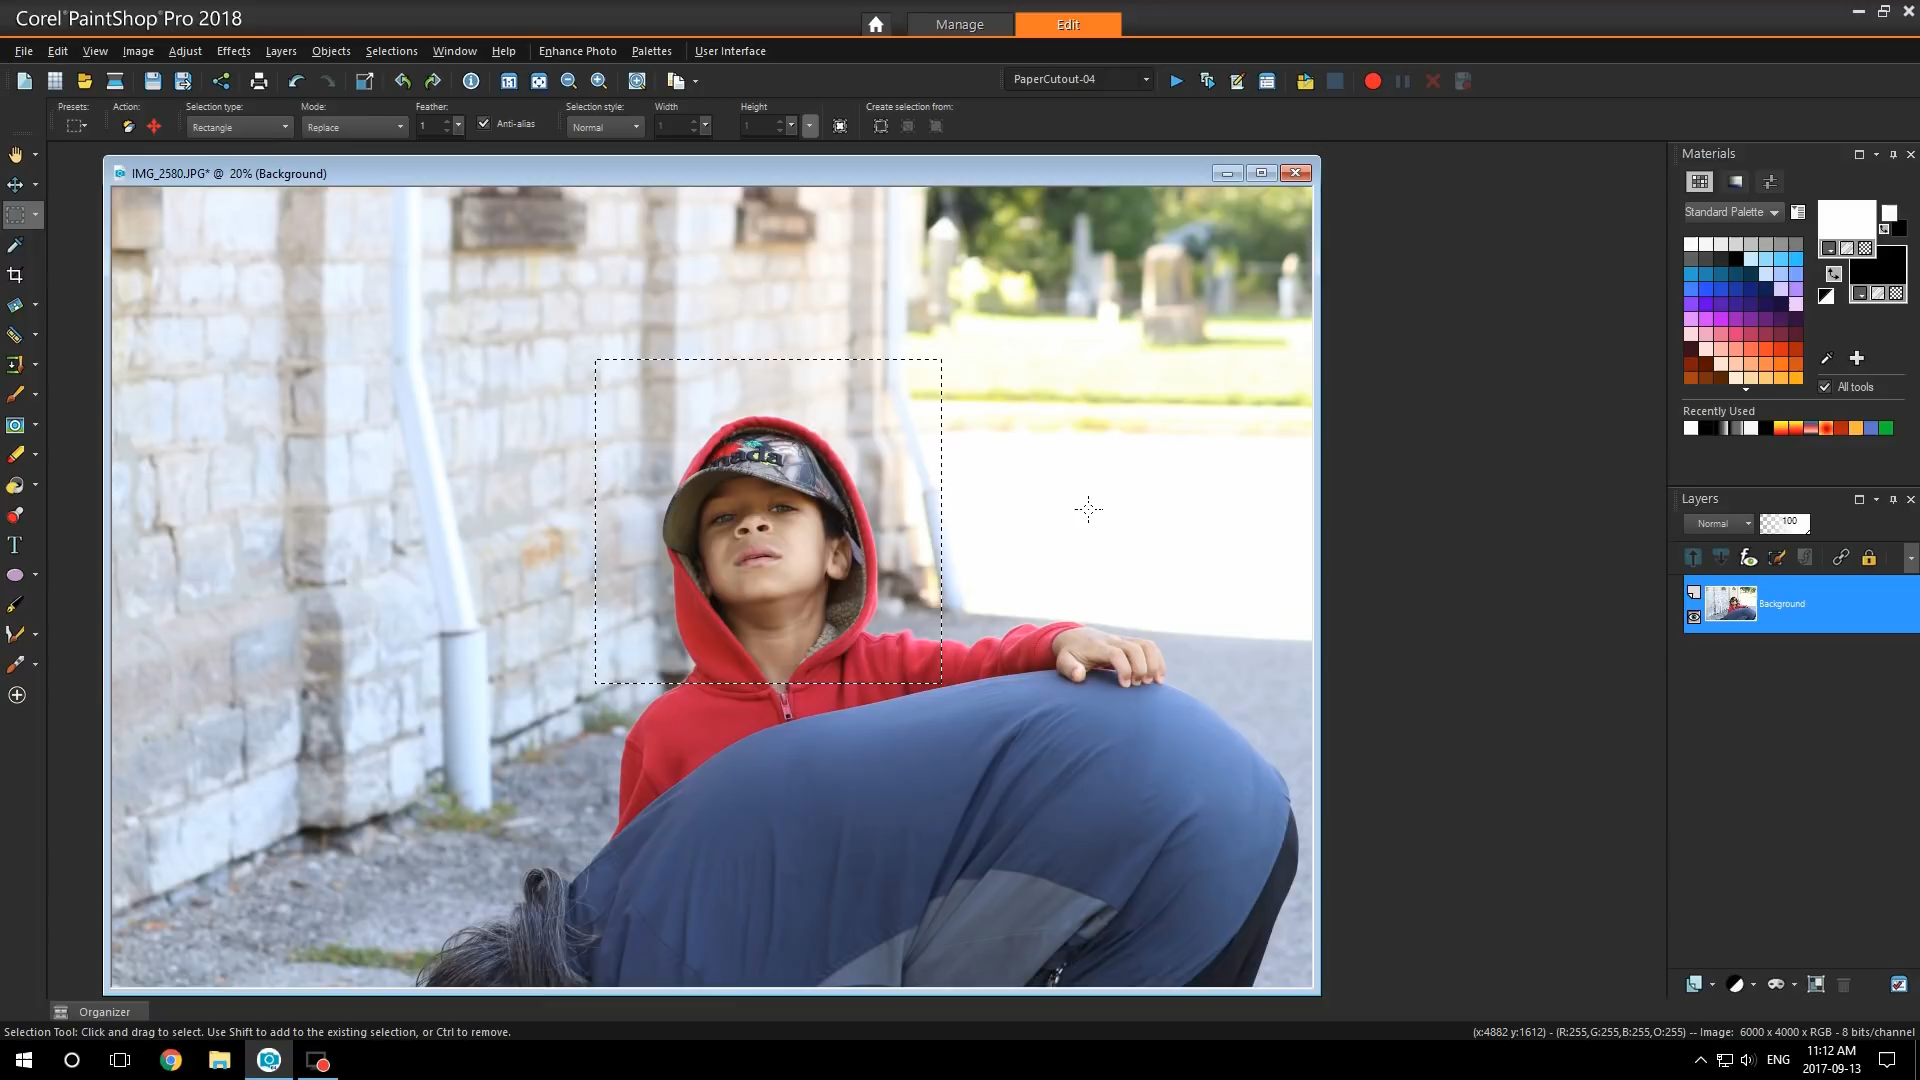 Corel PaintShop Pro 2018
Manage
Edit
File Edit View Image Adjust Effects Layers Objects Selections Window Help Enhance Photo Palettes User Interface
PaperCutout-04
Presets: Action: Selection type: Mode: Feather: Selection style: Width Height Create selection from:
Rectangle Replace 1 Anti-alias Normal 1 1
IMG_2580.JPG* @ 20% (Background)
nada
Materials
Standard Palette
All tools
Recently Used
Layers
Normal 100
Background
Organizer
Selection Tool: Click and drag to select. Use Shift to add to the existing selection, or Ctrl to remove.
(x:4882 y:1612) - (R:255,G:255,B:255,O:255) -- Image: 6000 x 4000 x RGB - 8 bits/channel
ENG
11:12 AM
2017-09-13